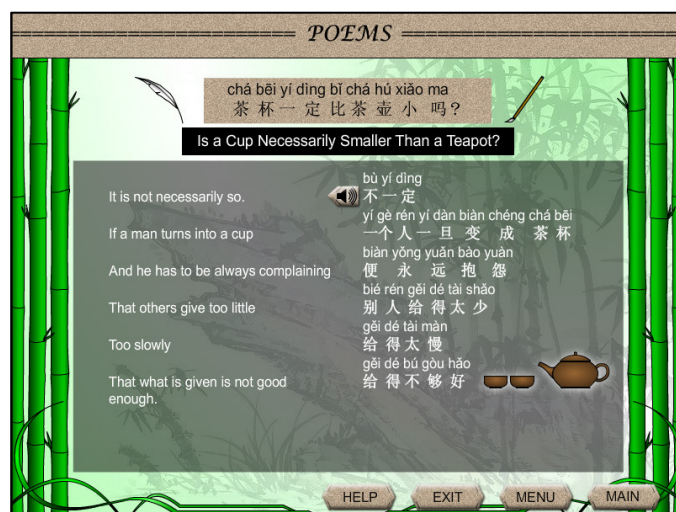 POEMS
chá bēi yí dìng bǐ chá hú xiǎo ma
茶杯一定比茶壶小 吗?
Is a Cup Necessarily Smaller Than a Teapot?
bù yí dìng
It is not necessarily so.
不一定
yí gè rén yí dàn biàn chéng chá bēi
If a man turns into a cup
一个人一旦变 成 茶杯
biàn yǒng yuǎn bào yuàn
And he has to be always complaining
便永远抱怨
bié rén gěi dé tài shǎo
That others give too little
别人给得太少
gěi dé tài màn
Too slowly
给得太慢
gěi dé bú gòu hǎo
That what is given is not good
给得不够好
enough.
HELP
EXIT
MENU
MAIN